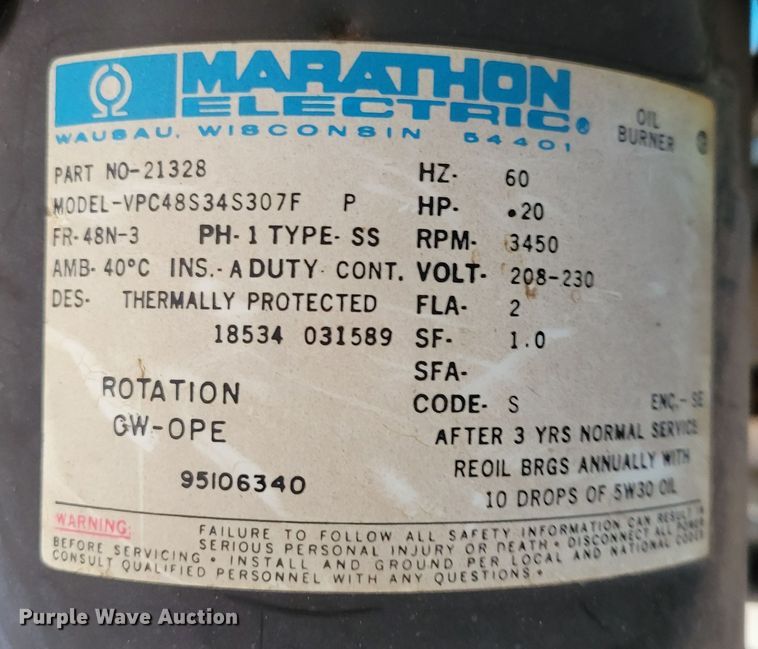 MARATHON
ELECTRIC®
WAUSAU, WISCONSIN 54401
OIL
BURNER
PART NO-21328
MODEL-VPC48S34S307F P
FR-48N-3 PH-1 TYPE-SS
AMB-40°C INS.-A DUTY- CONT.
DES- THERMALLY PROTECTED
18534 031589
HZ- 60
HP- .20
RPM- 3450
VOLT- 208-230
FLA- 2
SF- 1.0
SFA-
CODE- S ENC.-SE
ROTATION
CW-OPE
95106340
AFTER 3 YRS NORMAL SERVICE
REOIL BRGS ANNUALLY WITH
10 DROPS OF 5W30 OIL
WARNING: FAILURE TO FOLLOW ALL SAFETY INFORMATION CAN RESULT IN
SERIOUS PERSONAL INJURY OR DEATH • DISCONNECT ALL POWER
BEFORE SERVICING • INSTALL AND GROUND PER LOCAL AND NATIONAL CODES
CONSULT QUALIFIED PERSONNEL WITH ANY QUESTIONS •
Purple Wave Auction